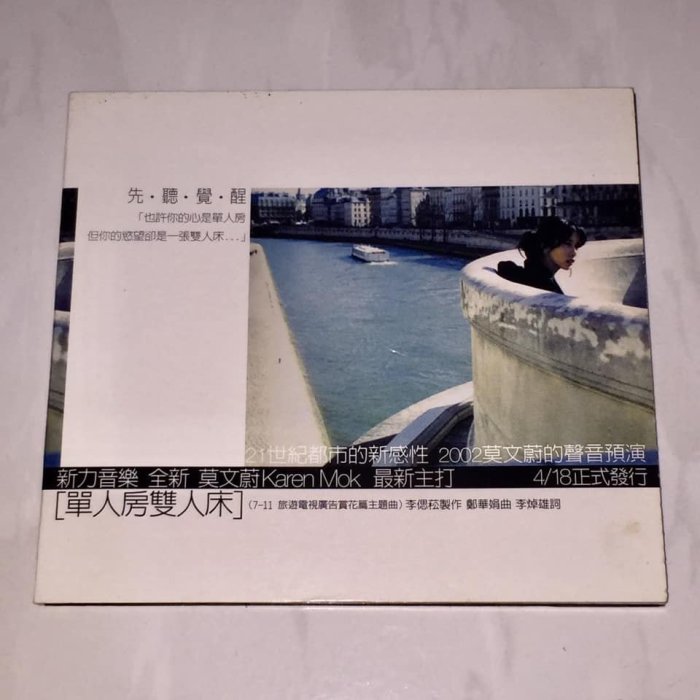 先・聽・覺・醒
「也許你的心是單人房
但你的慾望卻是一張雙人床...」
21世紀都市的新感性 2002莫文蔚的聲音預演
新力音樂 全新 莫文蔚Karen Mok 最新主打 4/18正式發行
[單人房雙人床] (7-11 旅遊電視廣告賞花篇主題曲) 李偲菘製作 鄭華娟曲 李焯雄詞